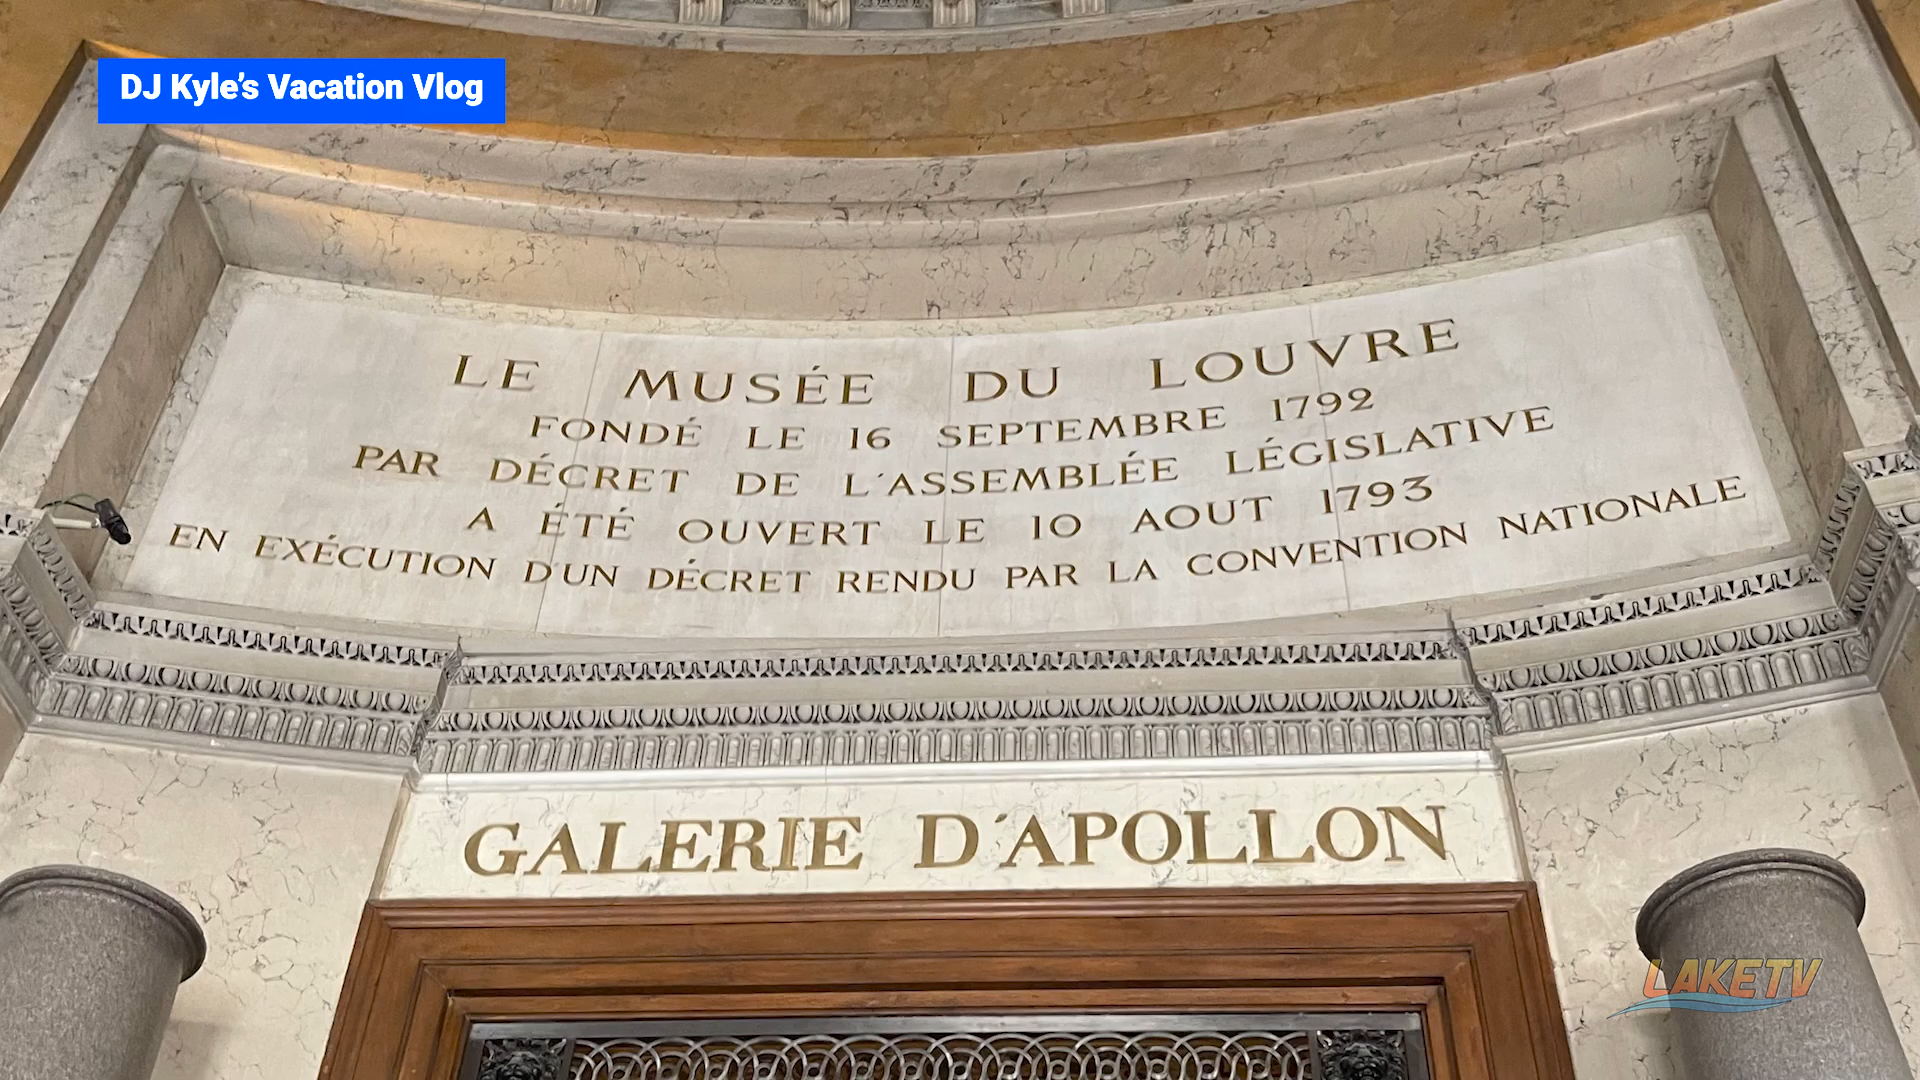 DJ Kyle’s Vacation Vlog
LE MUSÉE DU LOUVRE
FONDÉ LE 16 SEPTEMBRE 1792
PAR DÉCRET DE L'ASSEMBLÉE LÉGISLATIVE
A ÉTÉ OUVERT LE 10 AOUT 1793
EN EXÉCUTION D'UN DÉCRET RENDU PAR LA CONVENTION NATIONALE
GALERIE D'APOLLON
LAKETV